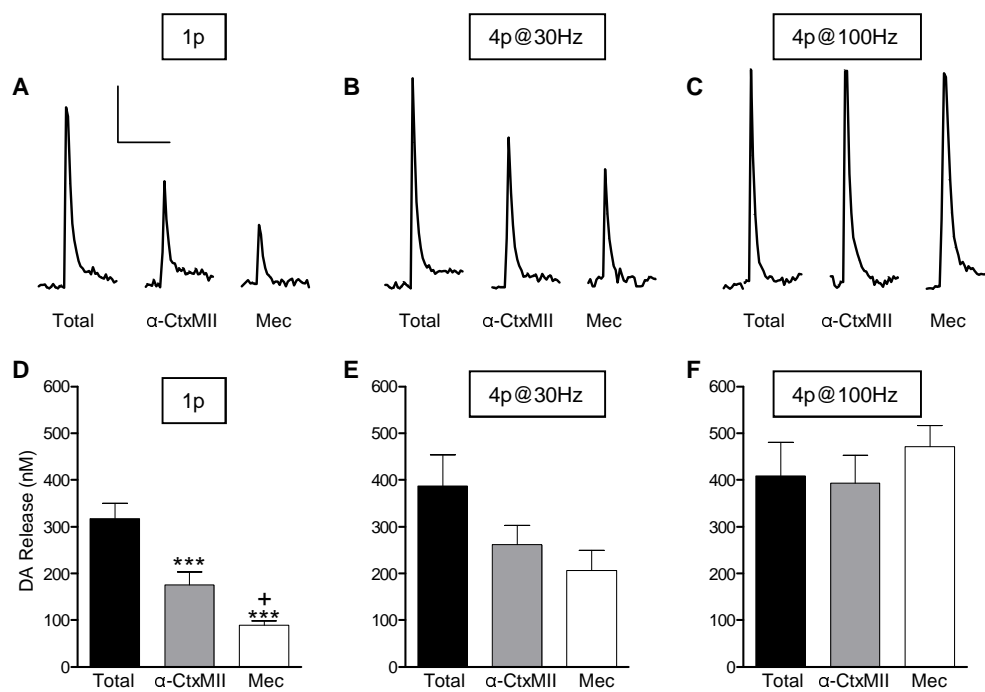 1p
4p@30Hz
4p@100Hz
A
B
C
Total α-CtxMII Mec
Total α-CtxMII Mec
Total α-CtxMII Mec
D
1p
DA Release (nM)
600
500
400
300
200
100
0
***
+
***
Total α-CtxMII Mec
E
4p@30Hz
600
500
400
300
200
100
0
Total α-CtxMII Mec
F
4p@100Hz
600
500
400
300
200
100
0
Total α-CtxMII Mec